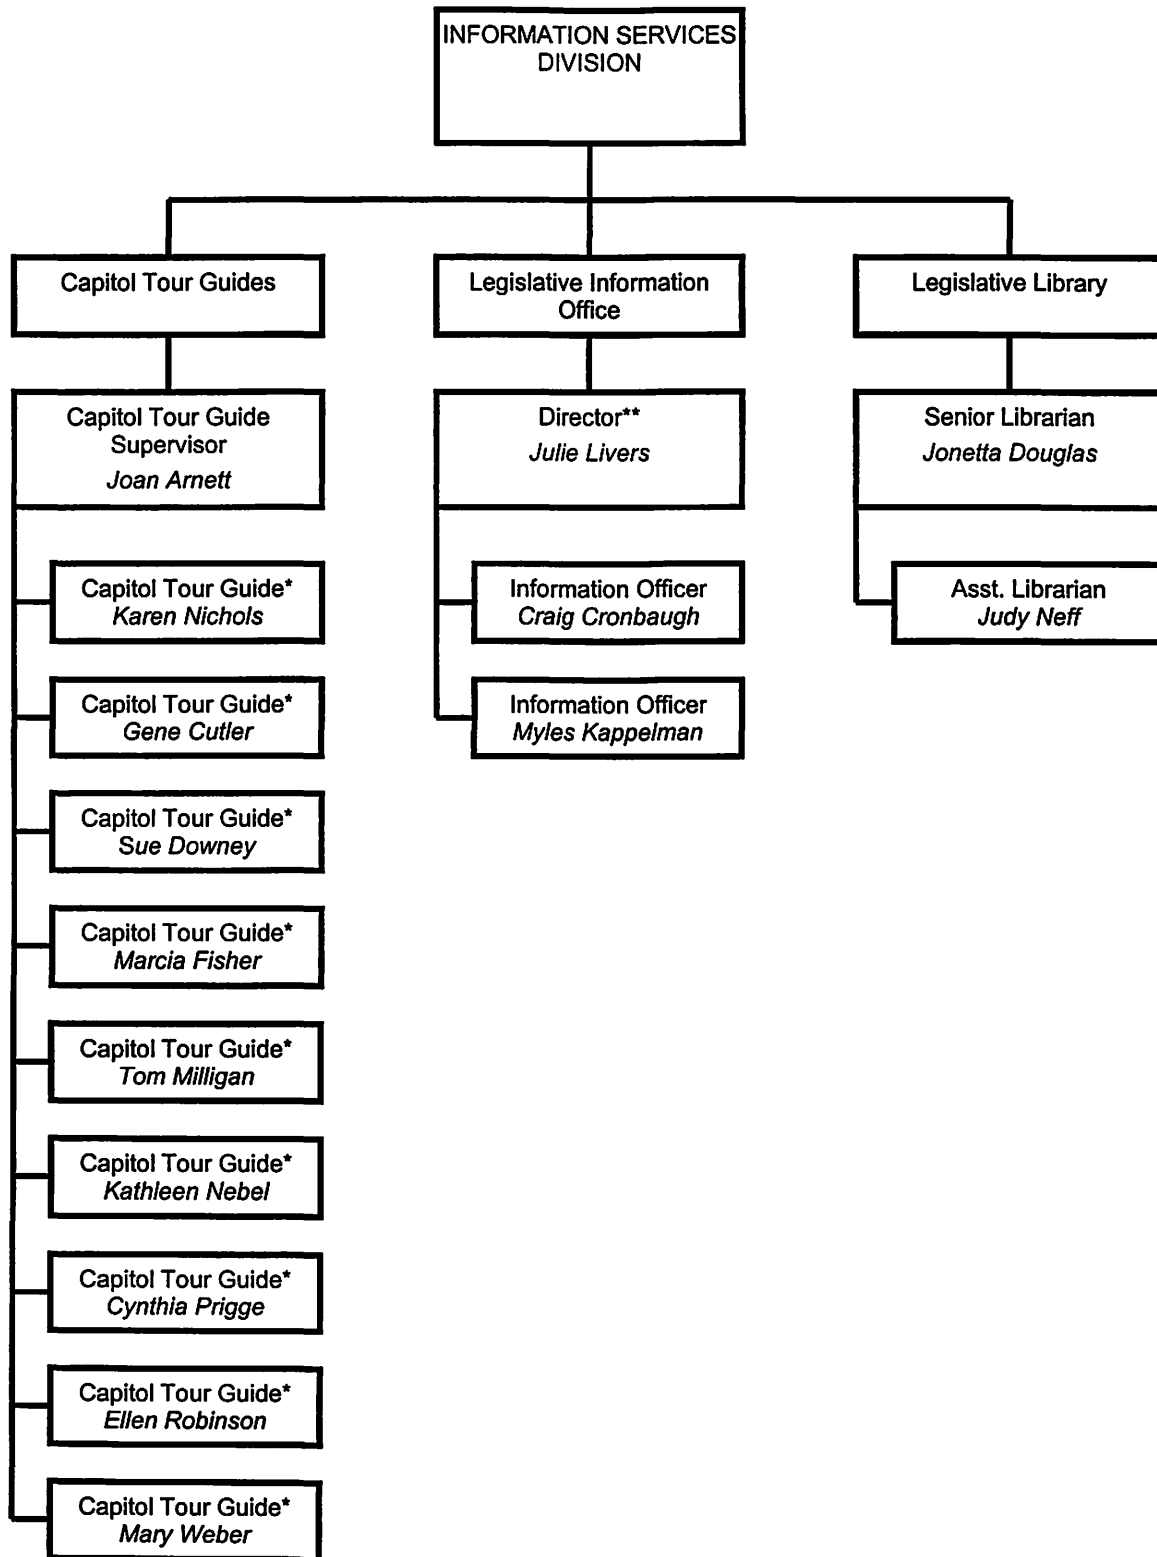 INFORMATION SERVICES
DIVISION
Capitol Tour Guides
Legislative Information
Office
Legislative Library
Capitol Tour Guide
Supervisor
Joan Arnett
Director**
Julie Livers
Senior Librarian
Jonetta Douglas
Capitol Tour Guide*
Karen Nichols
Information Officer
Craig Cronbaugh
Asst. Librarian
Judy Neff
Capitol Tour Guide*
Gene Cutler
Information Officer
Myles Kappelman
Capitol Tour Guide*
Sue Downey
Capitol Tour Guide*
Marcia Fisher
Capitol Tour Guide*
Tom Milligan
Capitol Tour Guide*
Kathleen Nebel
Capitol Tour Guide*
Cynthia Prigge
Capitol Tour Guide*
Ellen Robinson
Capitol Tour Guide*
Mary Weber